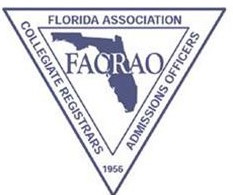 FLORIDA ASSOCIATION
COLLEGIATE REGISTRARS
ADMISSIONS OFFICERS
FACRAO
1956